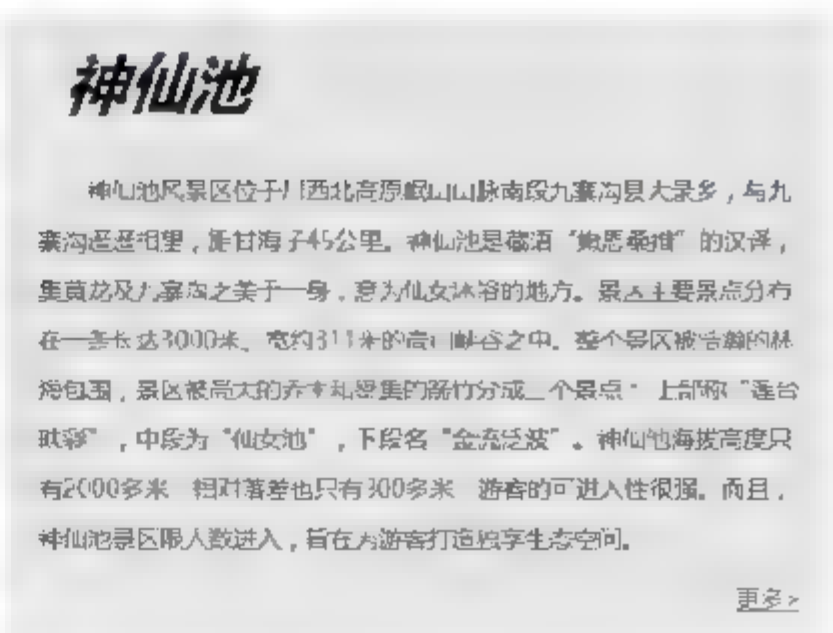 神仙池
神仙池风景区位于川西北高原岷山山脉南段九寨沟县大录乡，与九
寨沟遥遥相望，距甘海子45公里。神仙池是藏语“嫩恩桑措”的汉译，
集黄龙及九寨沟之美于一身，意为仙女沐浴的地方。景区主要景点分布
在一条长达3000米、宽约311米的高山峡谷之中。整个景区被浩瀚的林
海包围，景区被高大的乔木和密集的箭竹分成三个景点：上部称“莲台
”，中段为“仙女池”，下段名“金流泛波”。神仙池海拔高度只
有2000多米 相对落差也只有300多米 游客的可进入性很强。而且，
神仙池景区限人数进入，旨在为游客打造独享生态空间。
更多>